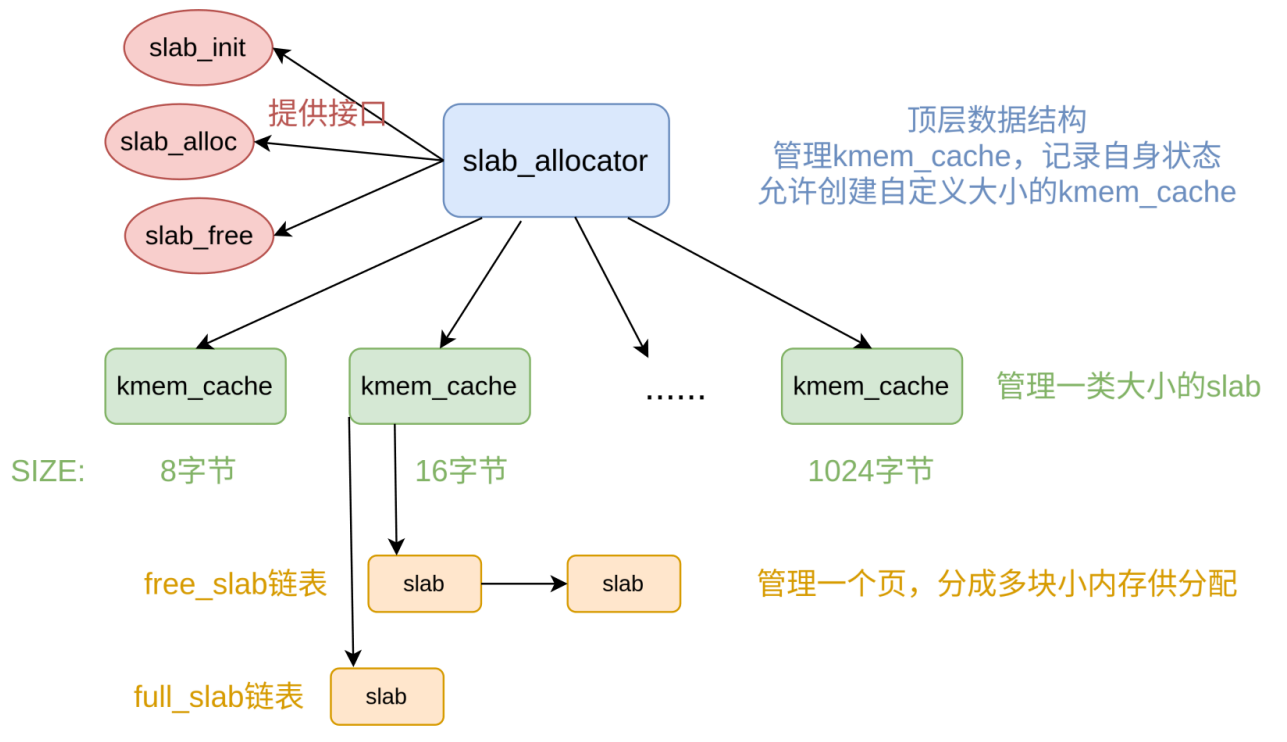 slab_init
提供接口
slab_alloc
slab_free
slab_allocator
顶层数据结构
管理kmem_cache，记录自身状态
允许创建自定义大小的kmem_cache
kmem_cache
kmem_cache
......
kmem_cache
管理一类大小的slab
SIZE:
8字节
16字节
1024字节
free_slab链表
slab
slab
管理一个页，分成多块小内存供分配
full_slab链表
slab